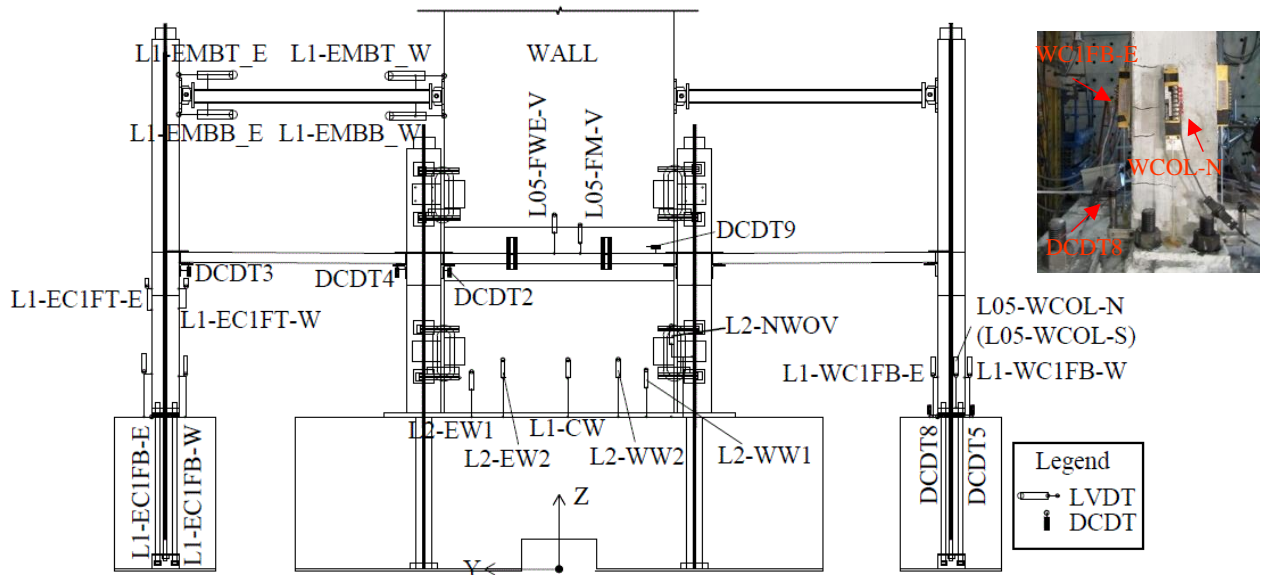 L1-EMBT_E
L1-EMBT_W
WALL
L1-EMBB_E
L1-EMBB_W
L05-FWE-V
L05-FM-V
DCDT9
DCDT3
DCDT4
DCDT2
L1-EC1FT-E
L1-EC1FT-W
L2-NWOV
L05-WCOL-N
(L05-WCOL-S)
L1-WC1FB-E
L1-WC1FB-W
L2-EW1
L1-CW
L2-EW2
L2-WW2
L2-WW1
L1-EC1FB-E
L1-EC1FB-W
DCDT8
DCDT5
Z
Y
Legend
LVDT
DCDT
WC1FB-E
WCOL-N
DCDT8